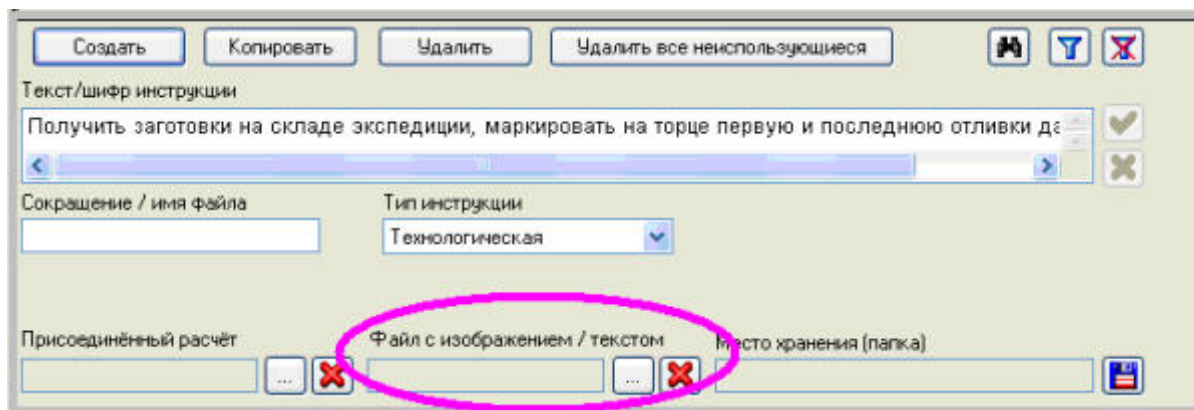 Создать Копировать Удалить Удалить все неиспользующиеся
Текст/шифр инструкции
Получить заготовки на складе экспедиции, маркировать на торце первую и последнюю отливки да
Сокращение / имя файла Тип инструкции
Технологическая
Присоединённый расчёт Файл с изображением / текстом Место хранения (папка)
... ...